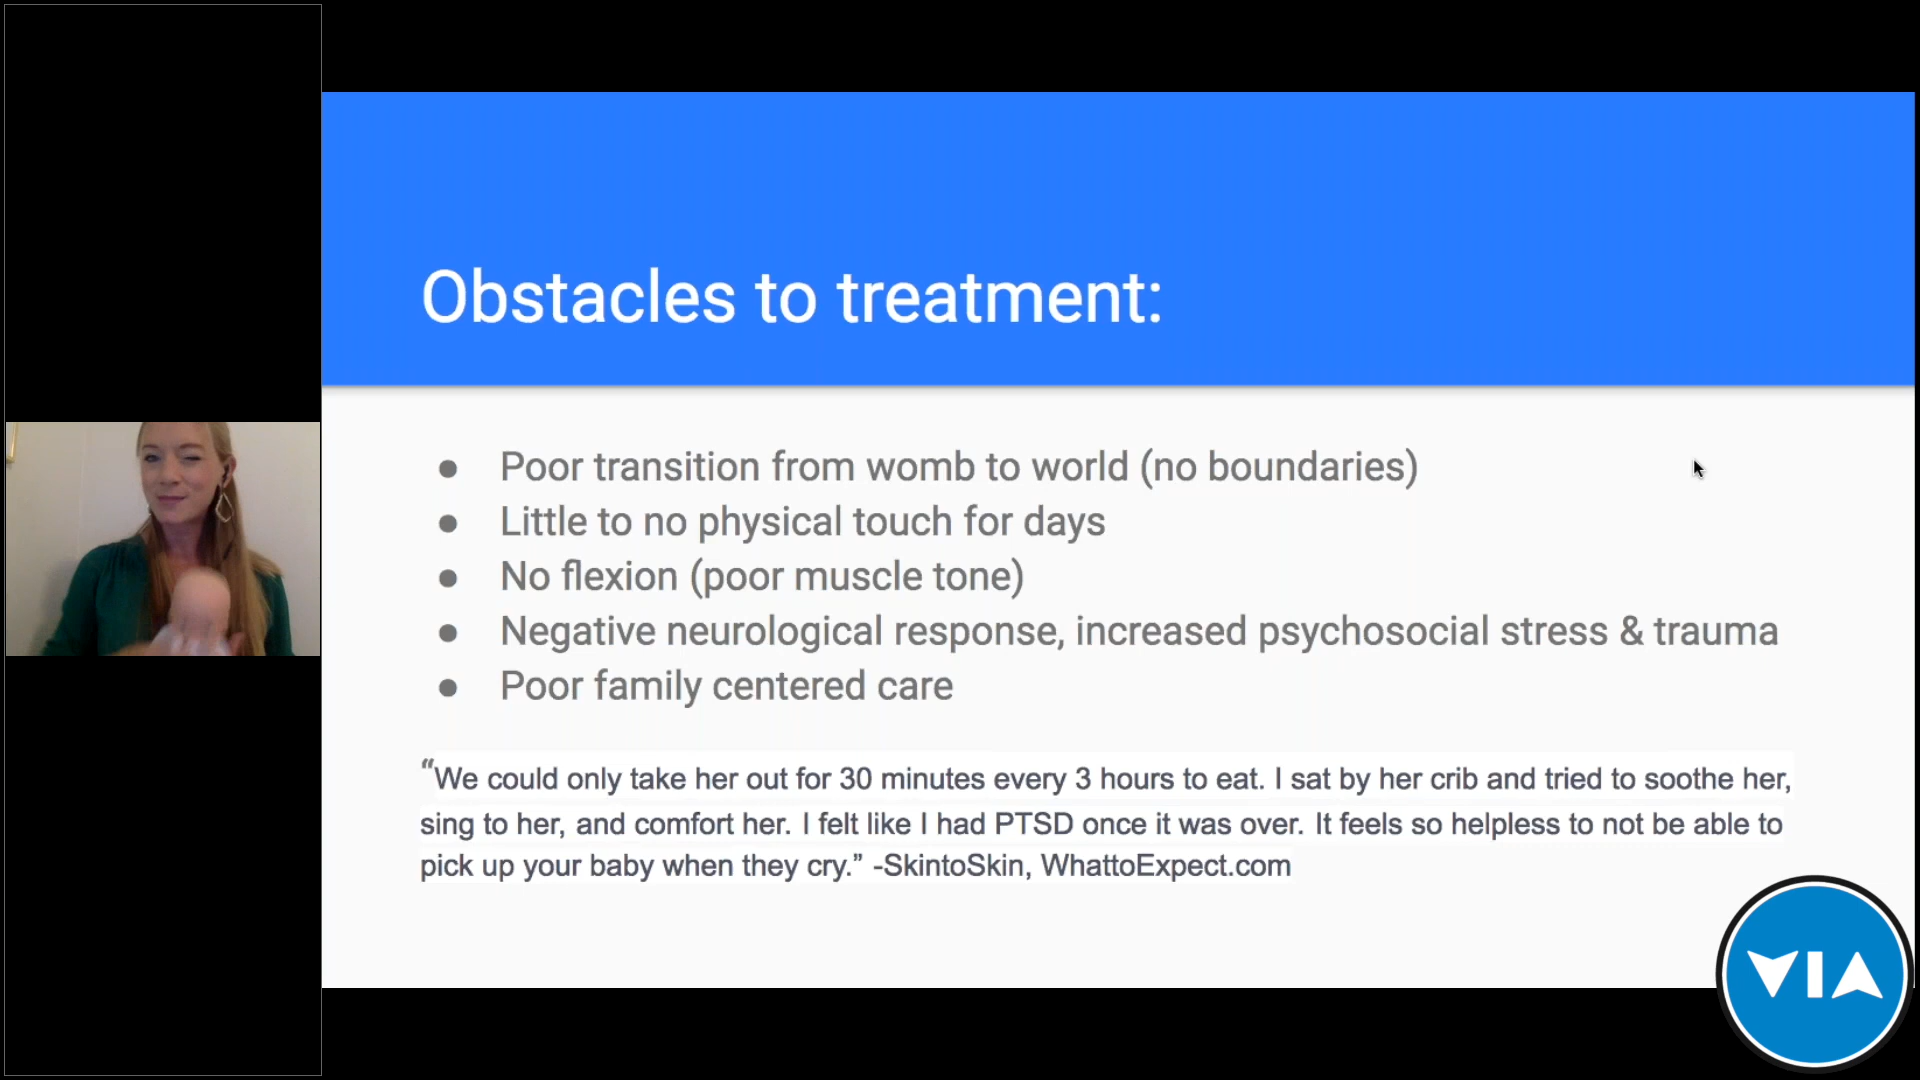 Obstacles to treatment:
● Poor transition from womb to world (no boundaries)
● Little to no physical touch for days
● No flexion (poor muscle tone)
● Negative neurological response, increased psychosocial stress & trauma
● Poor family centered care
“We could only take her out for 30 minutes every 3 hours to eat. I sat by her crib and tried to soothe her,
sing to her, and comfort her. I felt like I had PTSD once it was over. It feels so helpless to not be able to
pick up your baby when they cry.” -SkintoSkin, WhattoExpect.com
VIA